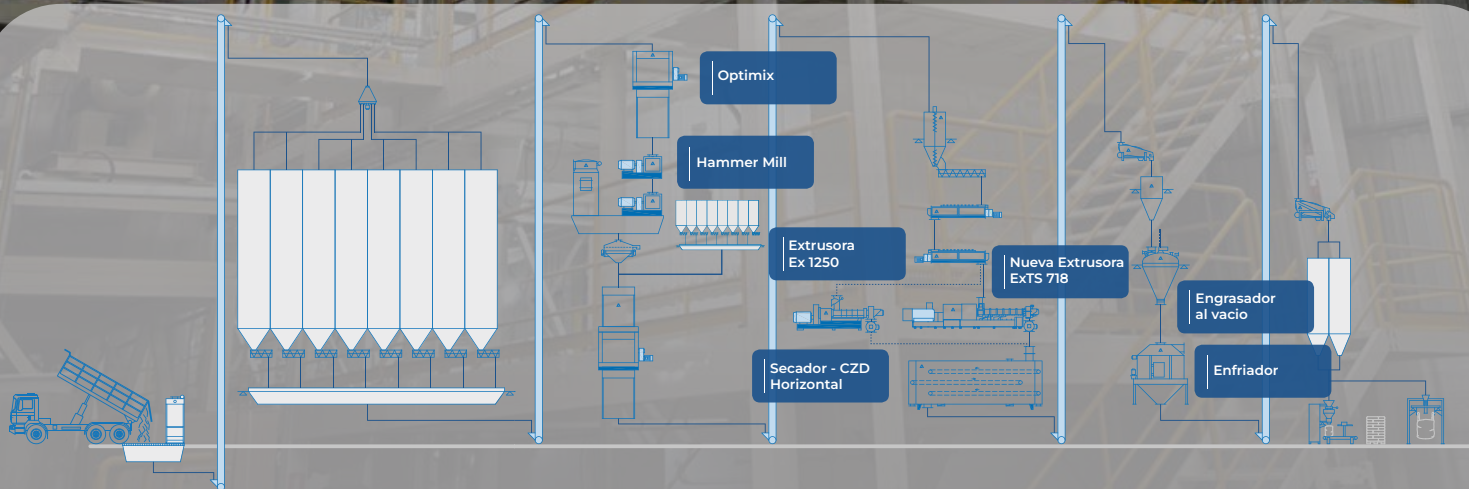 Optimix
Hammer Mill
Extrusora
Ex 1250
Nueva Extrusora
ExTS 718
Secador - CZD
Horizontal
Engrasador
al vacio
Enfriador